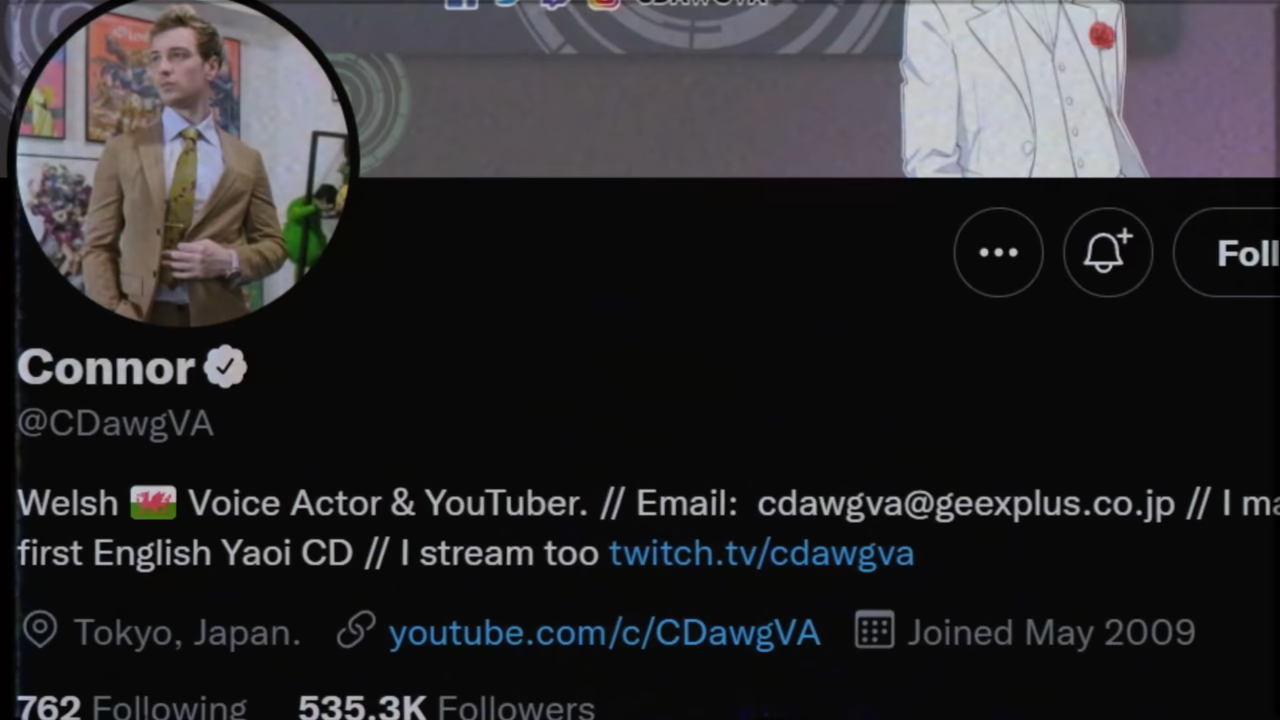 Foll
Connor
@CDawgVA
Welsh Voice Actor & YouTuber. // Email: cdawgva@geexplus.co.jp // I ma
first English Yaoi CD // I stream too twitch.tv/cdawgva
Tokyo, Japan. youtube.com/c/CDawgVA Joined May 2009
762 Following 535.3K Followers